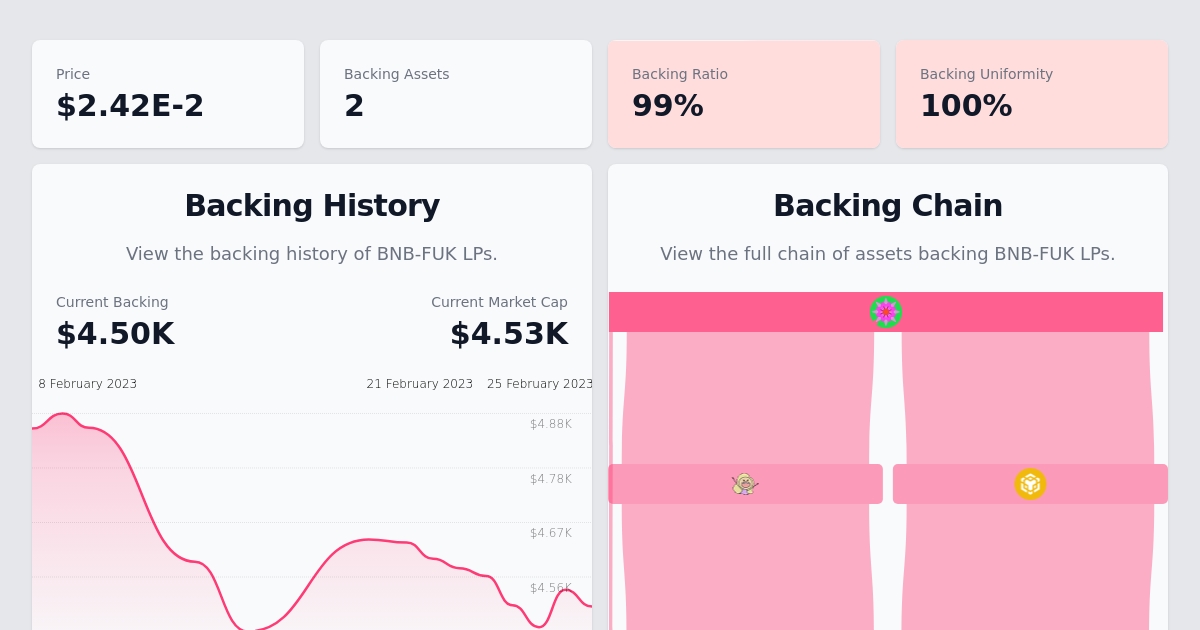 Price
$2.42E-2
Backing Assets
2
Backing Ratio
99%
Backing Uniformity
100%
Backing History
View the backing history of BNB-FUK LPs.
Current Backing
$4.50K
Current Market Cap
$4.53K
8 February 2023
21 February 2023
25 February 2023
$4.88K
$4.78K
$4.67K
$4.56K
Backing Chain
View the full chain of assets backing BNB-FUK LPs.